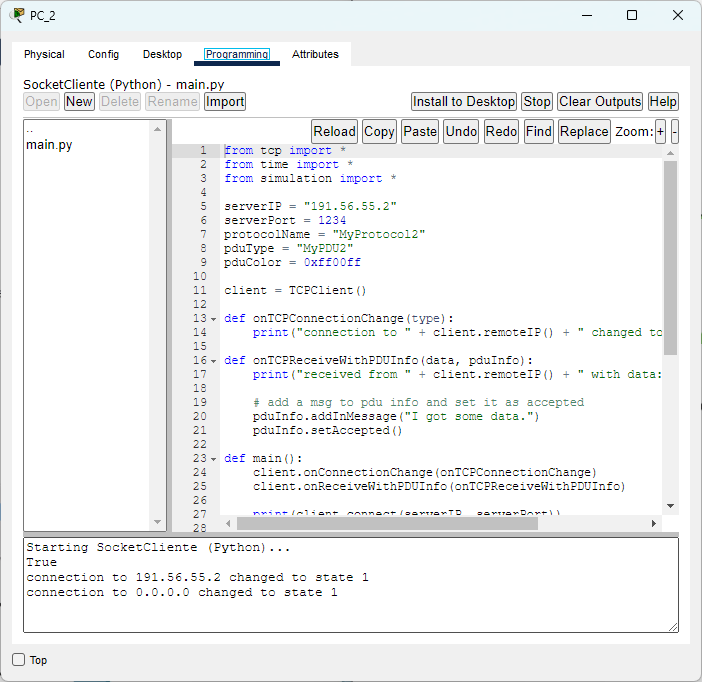 PC_2
Physical Config Desktop Programming Attributes
SocketCliente (Python) - main.py
Open New Delete Rename Import Install to Desktop Stop Clear Outputs Help
Reload Copy Paste Undo Redo Find Replace Zoom: + -
..
main.py
1 from tcp import *
2 from time import *
3 from simulation import *
4
5 serverIP = "191.56.55.2"
6 serverPort = 1234
7 protocolName = "MyProtocol2"
8 pduType = "MyPDU2"
9 pduColor = 0xff00ff
10
11 client = TCPClient()
12
13 def onTCPConnectionChange(type):
14 print("connection to " + client.remoteIP() + " changed to
15
16 def onTCPReceiveWithPDUInfo(data, pduInfo):
17 print("received from " + client.remoteIP() + " with data:
18
19 # add a msg to pdu info and set it as accepted
20 pduInfo.addInMessage("I got some data.")
21 pduInfo.setAccepted()
22
23 def main():
24 client.onConnectionChange(onTCPConnectionChange)
25 client.onReceiveWithPDUInfo(onTCPReceiveWithPDUInfo)
26
27 print(client.connect(serverIP, serverPort))
28
Starting SocketCliente (Python)...
True
connection to 191.56.55.2 changed to state 1
connection to 0.0.0.0 changed to state 1
Top